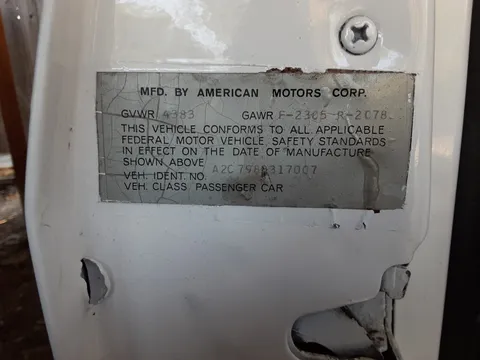 MFD. BY AMERICAN MOTORS CORP.
GVWR 4383 GAWR F-2305 R-2078
THIS VEHICLE CONFORMS TO ALL APPLICABLE
FEDERAL MOTOR VEHICLE SAFETY STANDARDS
IN EFFECT ON THE DATE OF MANUFACTURE
SHOWN ABOVE
VEH. IDENT. NO.
VEH. CLASS PASSENGER CAR